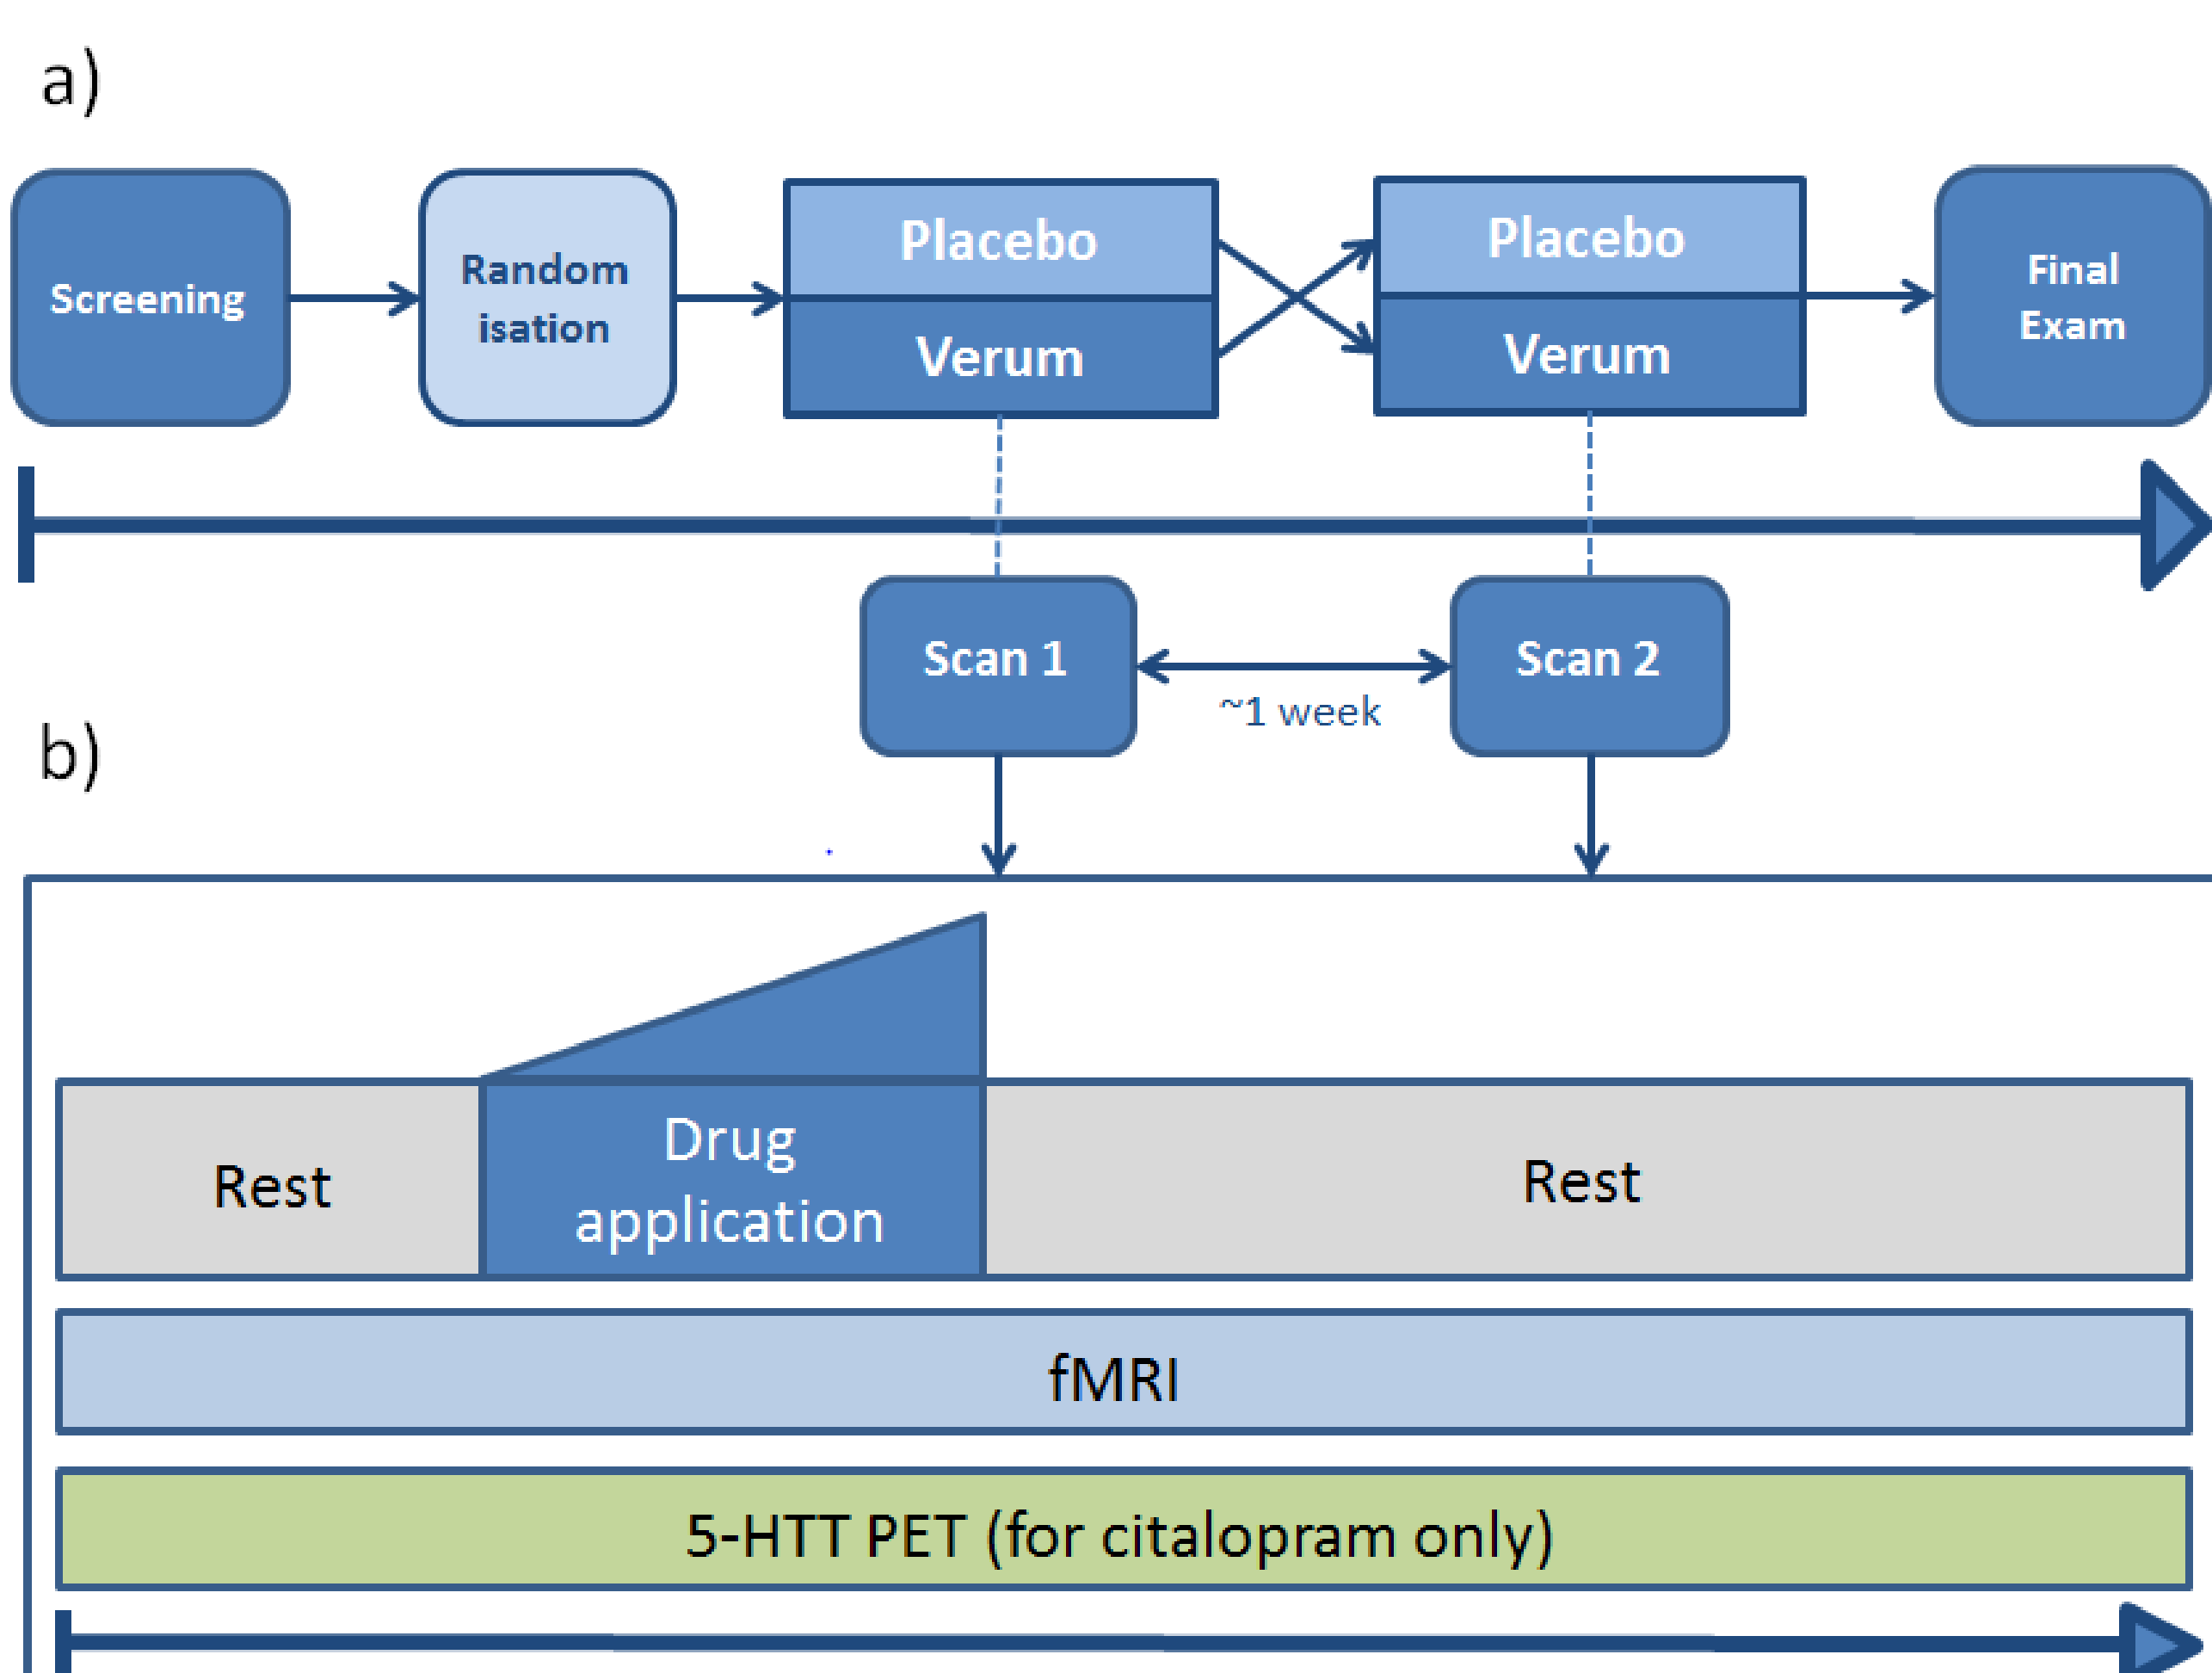 a)
Screening
Random
isation
Placebo
Verum
Placebo
Verum
Final
Exam
Scan 1
~1 week
Scan 2
b)
Rest
Drug
application
Rest
fMRI
5-HTT PET (for citalopram only)